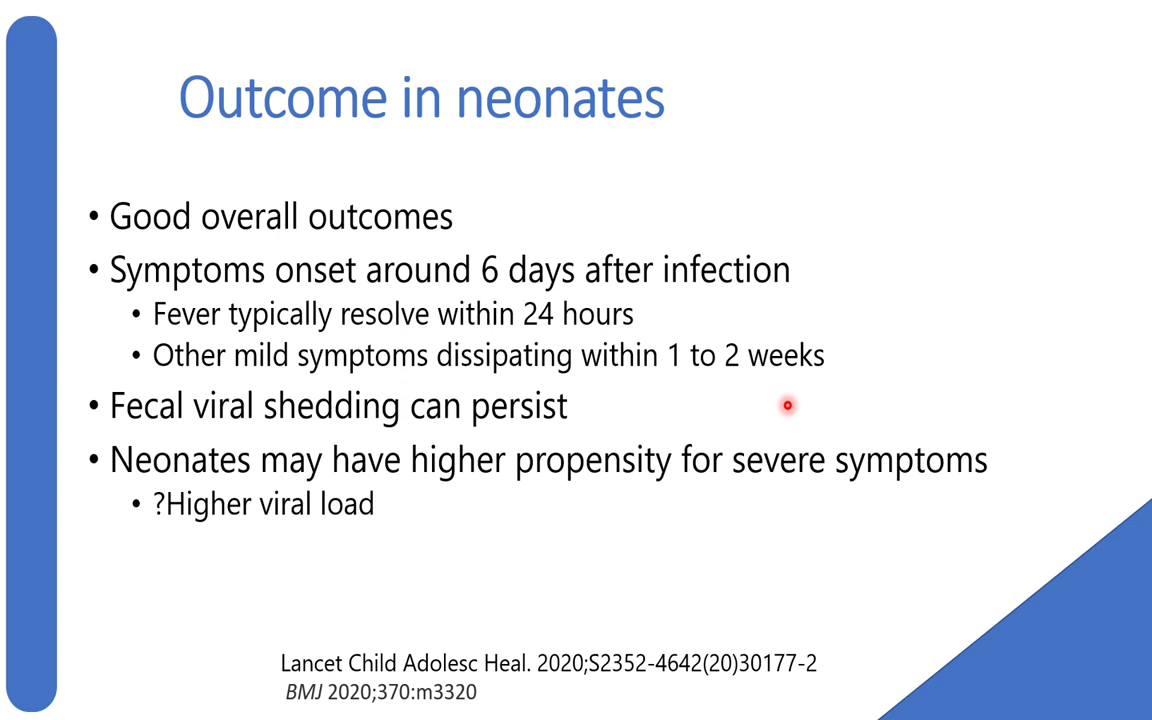 Outcome in neonates
• Good overall outcomes
• Symptoms onset around 6 days after infection
• Fever typically resolve within 24 hours
• Other mild symptoms dissipating within 1 to 2 weeks
• Fecal viral shedding can persist
• Neonates may have higher propensity for severe symptoms
• ?Higher viral load
Lancet Child Adolesc Heal. 2020;S2352-4642(20)30177-2
BMJ 2020;370:m3320